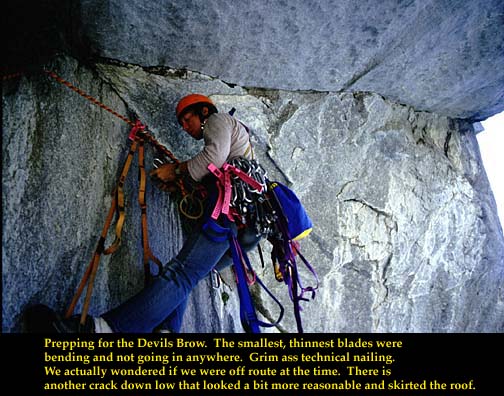 Prepping for the Devils Brow.  The smallest, thinnest blades were
bending and not going in anywhere.  Grim ass technical nailing.
We actually wondered if we were off route at the time.  There is
another crack down low that looked a bit more reasonable and skirted the roof.